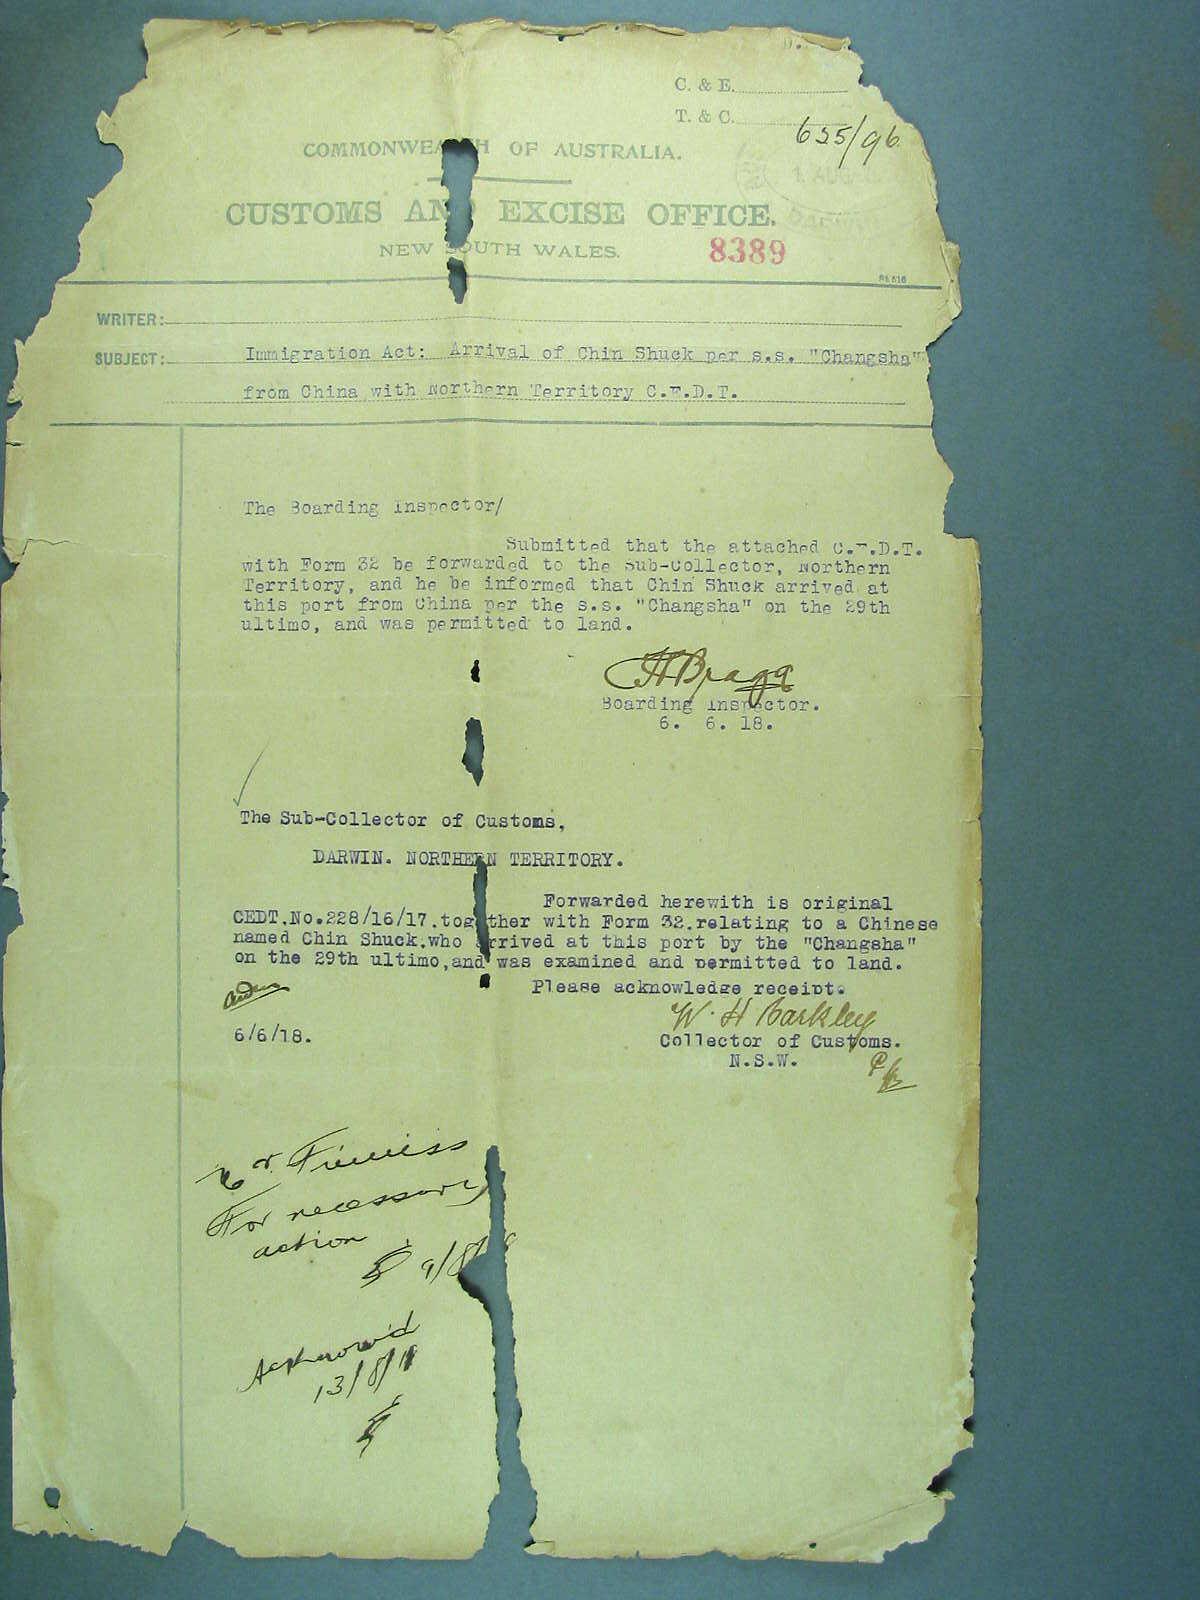 C. & E.
T. & C.
625/96
COMMONWEA H OF AUSTRALIA.
1 AUG
CUSTOMS AN EXCISE OFFICE.
DARWIN
NEW SOUTH WALES.
8389
WRITER:
SUBJECT: Immigration Act: Arrival of Chin Shuck per s.s. "Changsha"
from China with Northern Territory C.E.D.T.
The Boarding Inspector/
Submitted that the attached C.E.D.T.
with Form 32 be forwarded to the Sub-Collector, Northern
Territory, and he be informed that Chin Shuck arrived at
this port from China per the s.s. "Changsha" on the 29th
ultimo, and was permitted to land.
Bragg
Boarding Inspector.
6. 6. 18.
The Sub-Collector of Customs,
DARWIN. NORTHERN TERRITORY.
Forwarded herewith is original
CEDT.No.228/16/17.together with Form 32.relating to a Chinese
named Chin Shuck.who arrived at this port by the "Changsha"
on the 29th ultimo,and was examined and permitted to land.
Please acknowledge receipt.
W. H Barkley
6/6/18.
Collector of Customs.
N.S.W.
For necessary
action
9/8/
Acknowd
13/8/18